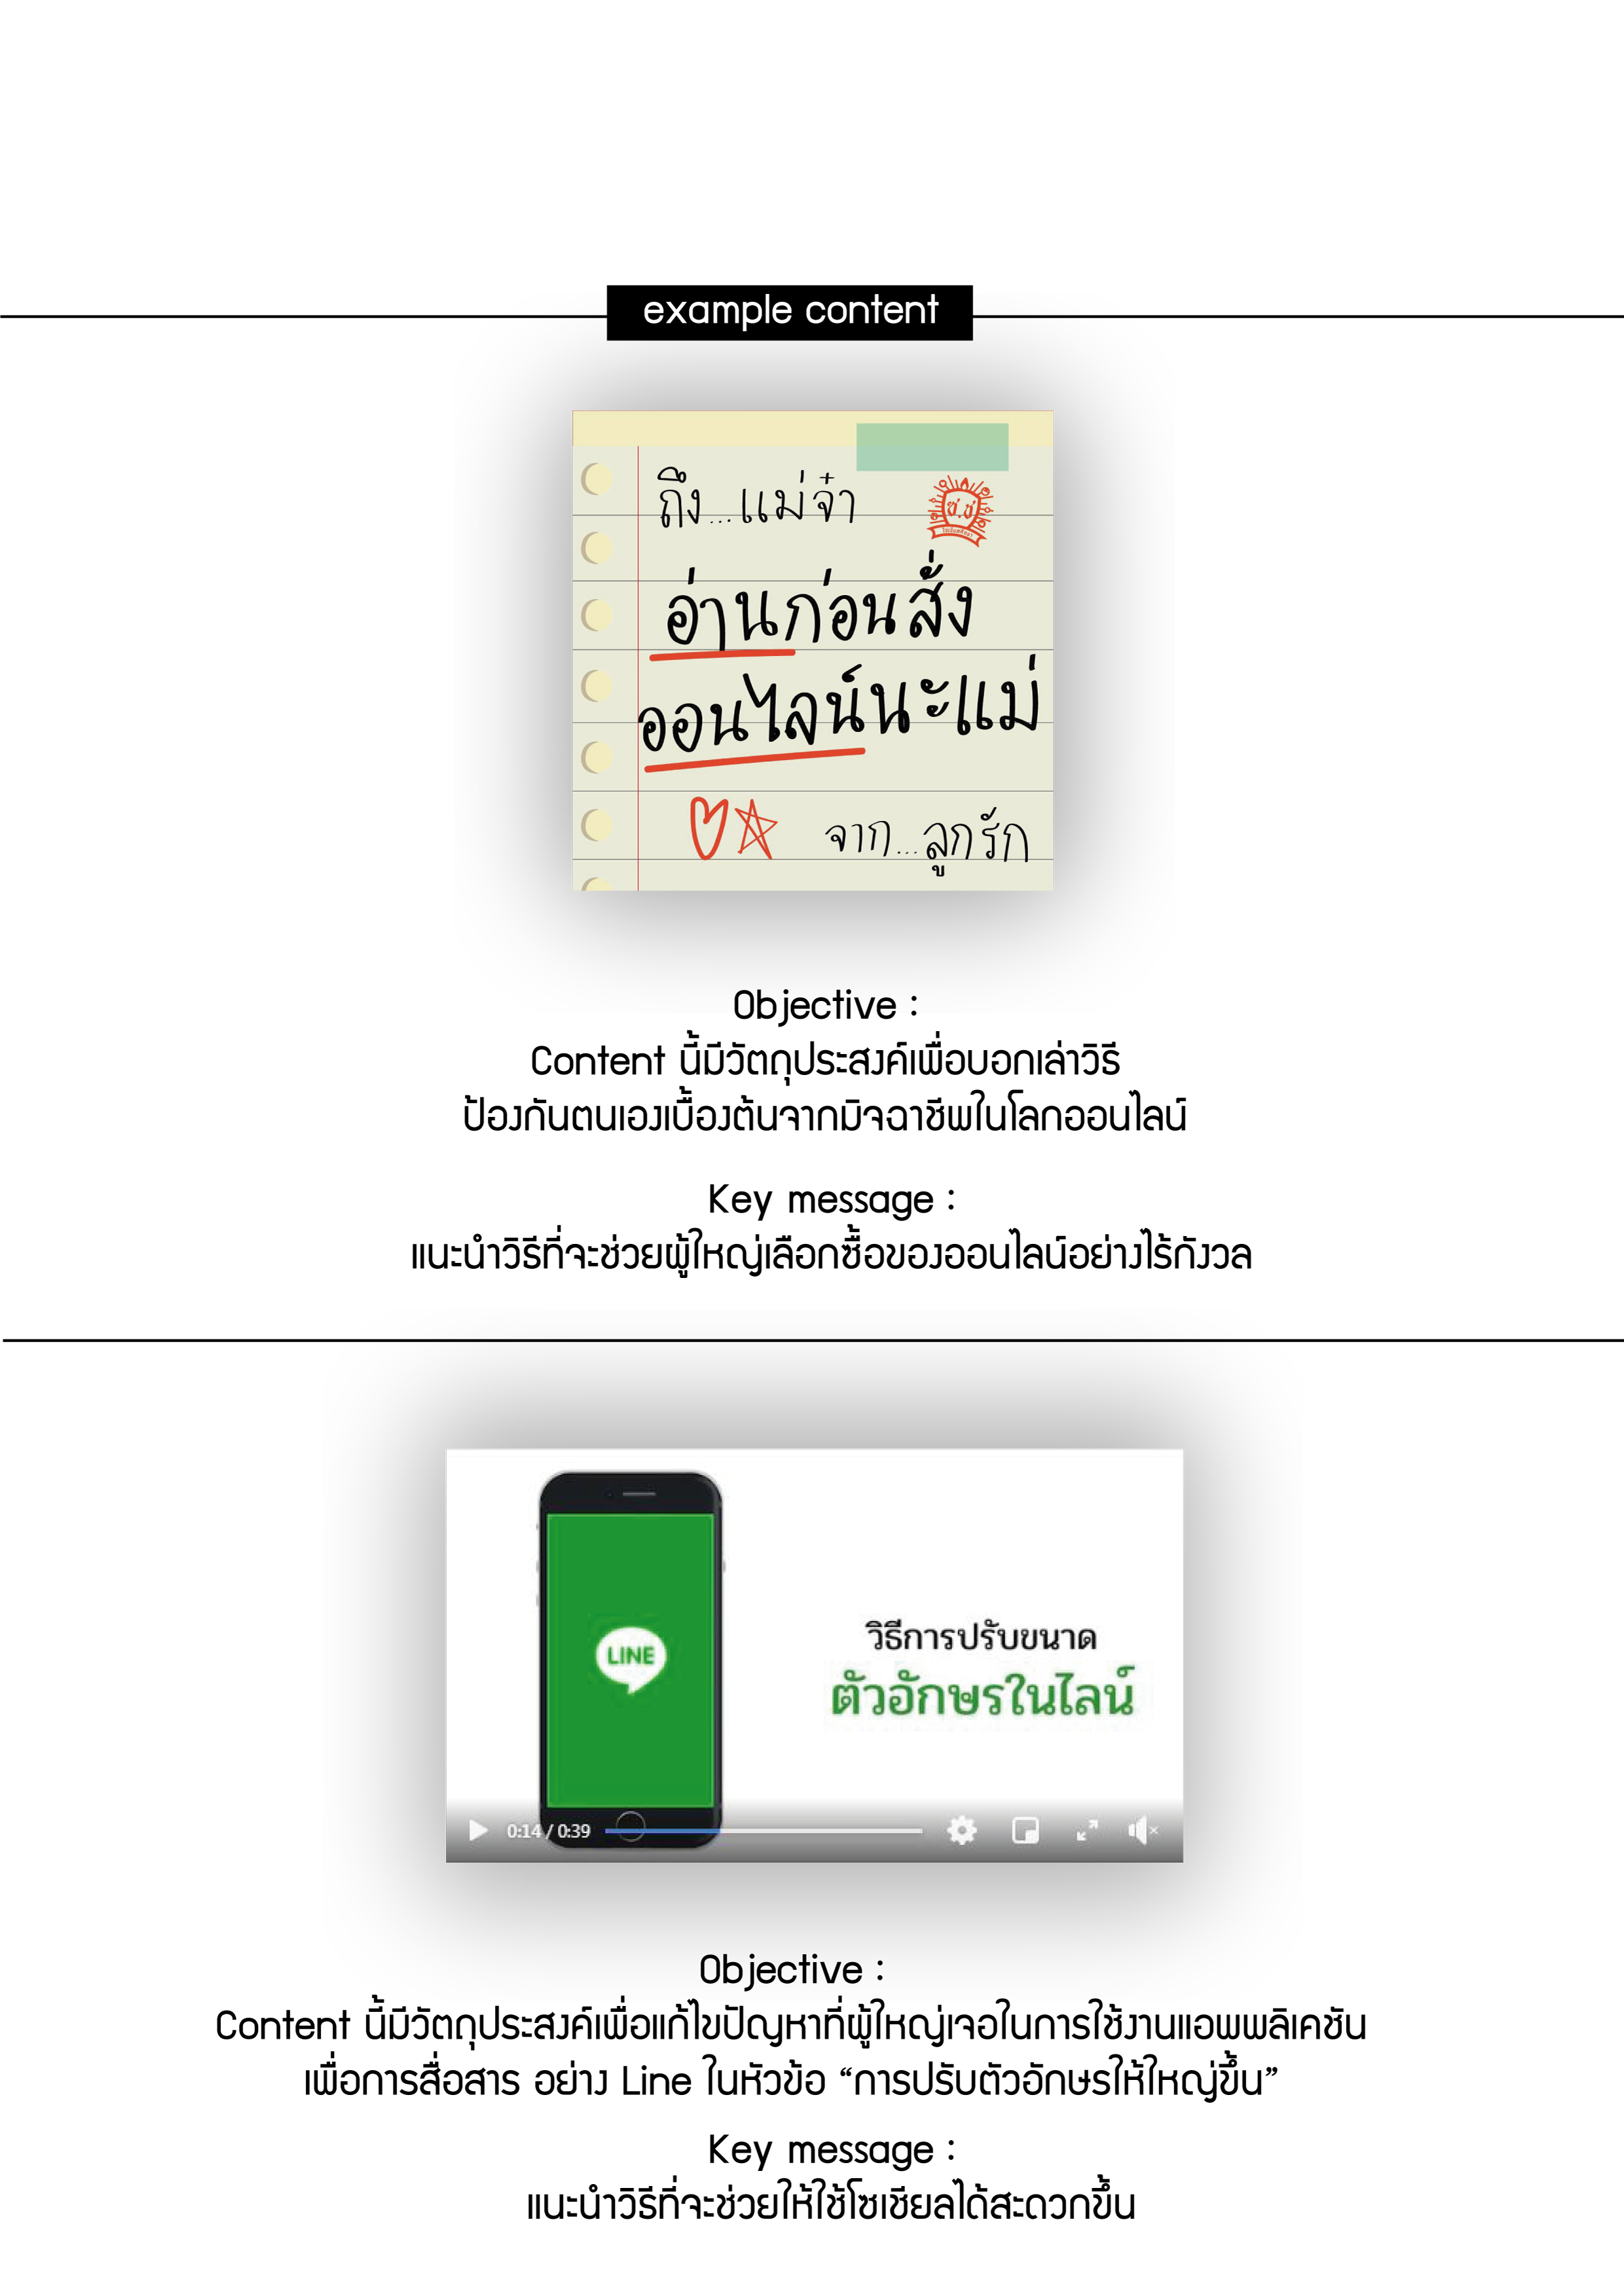 example content
ถึง...แม่จ๋า
ซ.ช
อ่านก่อนสั่ง
ออนไลน์นะแม่
จาก...ลูกรัก
Objective :
Content นี้มีวัตถุประสงค์เพื่อบอกเล่าวิธี
ป้องกันตนเองเบื้องต้นจากมิจฉาชีพในโลกออนไลน์
Key message :
แนะนำวิธีที่จะช่วยผู้ใหญ่เลือกซื้อของออนไลน์อย่างไร้กังวล
LINE
วิธีการปรับขนาด
ตัวอักษรในไลน์
0:14 / 0:39
Objective :
Content นี้มีวัตถุประสงค์เพื่อแก้ไขปัญหาที่ผู้ใหญ่เจอในการใช้งานแอพพลิเคชัน
เพื่อการสื่อสาร อย่าง Line ในหัวข้อ “การปรับตัวอักษรให้ใหญ่ขึ้น”
Key message :
แนะนำวิธีที่จะช่วยให้ใช้โซเชียลได้สะดวกขึ้น